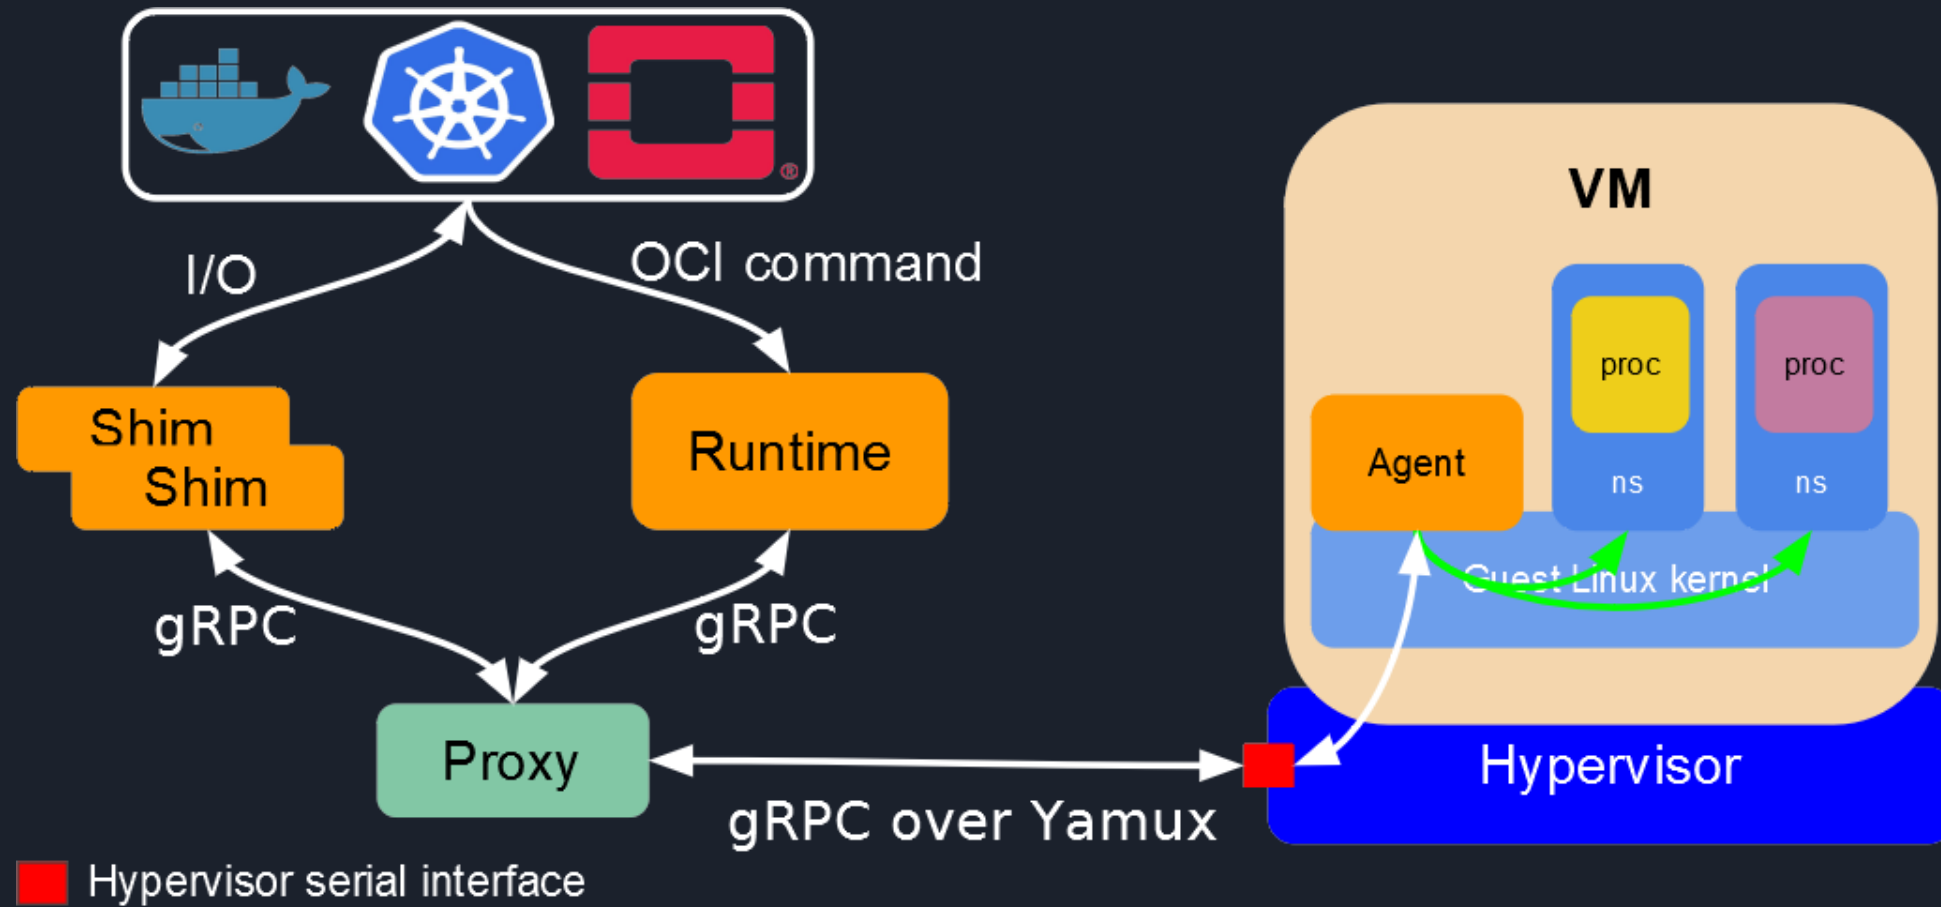 ®
VM
I/O
OCI command
proc
proc
Shim
Shim
Runtime
Agent
ns
ns
Guest Linux kernel
gRPC
gRPC
Proxy
Hypervisor
gRPC over Yamux
Hypervisor serial interface